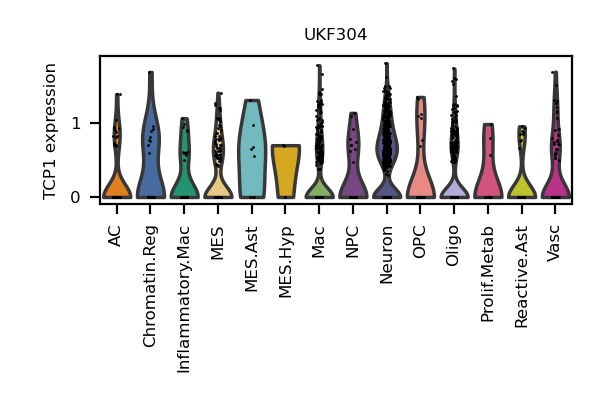 UKF304
TCP1 expression
1
0
AC
Chromatin.Reg
Inflammatory.Mac
MES
MES.Ast
MES.Hyp
Mac
NPC
Neuron
OPC
Oligo
Prolif.Metab
Reactive.Ast
Vasc